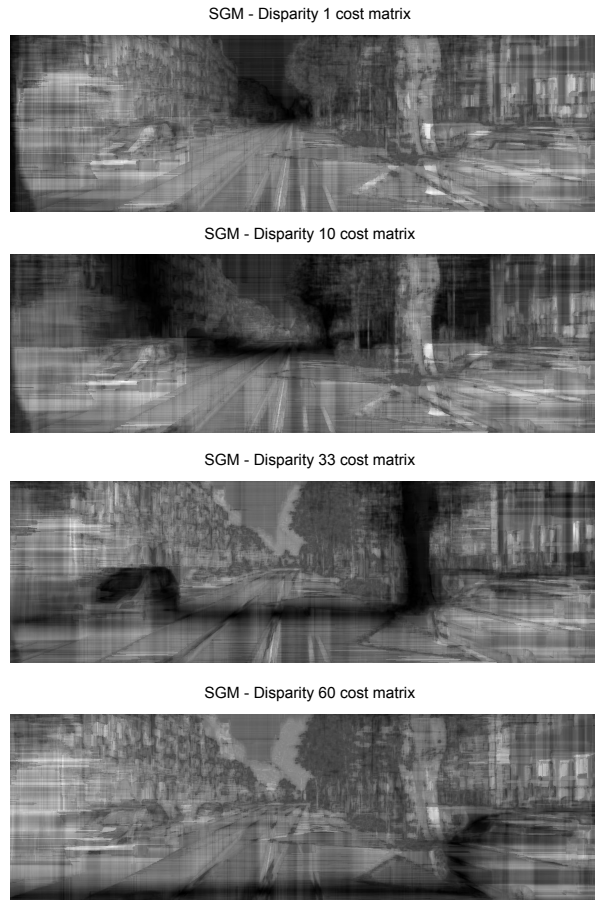 SGM - Disparity 1 cost matrix
SGM - Disparity 10 cost matrix
SGM - Disparity 33 cost matrix
SGM - Disparity 60 cost matrix